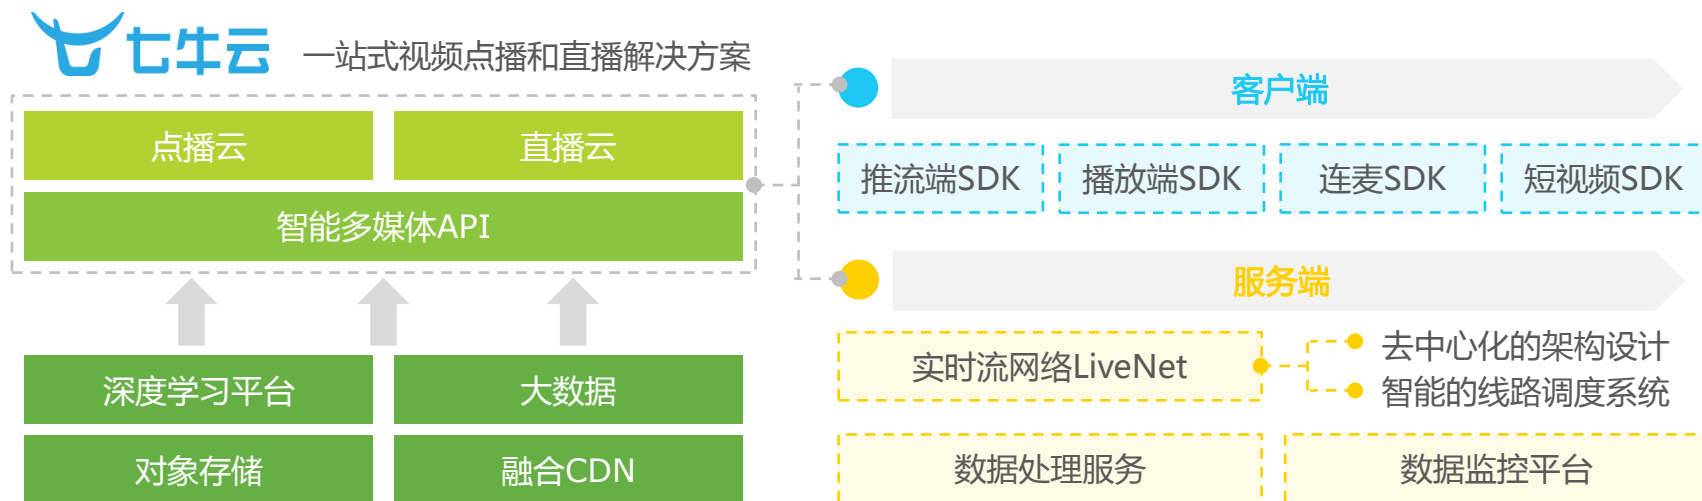 七牛云
一站式视频点播和直播解决方案
点播云
直播云
智能多媒体API
深度学习平台
大数据
对象存储
融合CDN
客户端
推流端SDK
播放端SDK
连麦SDK
短视频SDK
服务端
实时流网络LiveNet
去中心化的架构设计
智能的线路调度系统
数据处理服务
数据监控平台